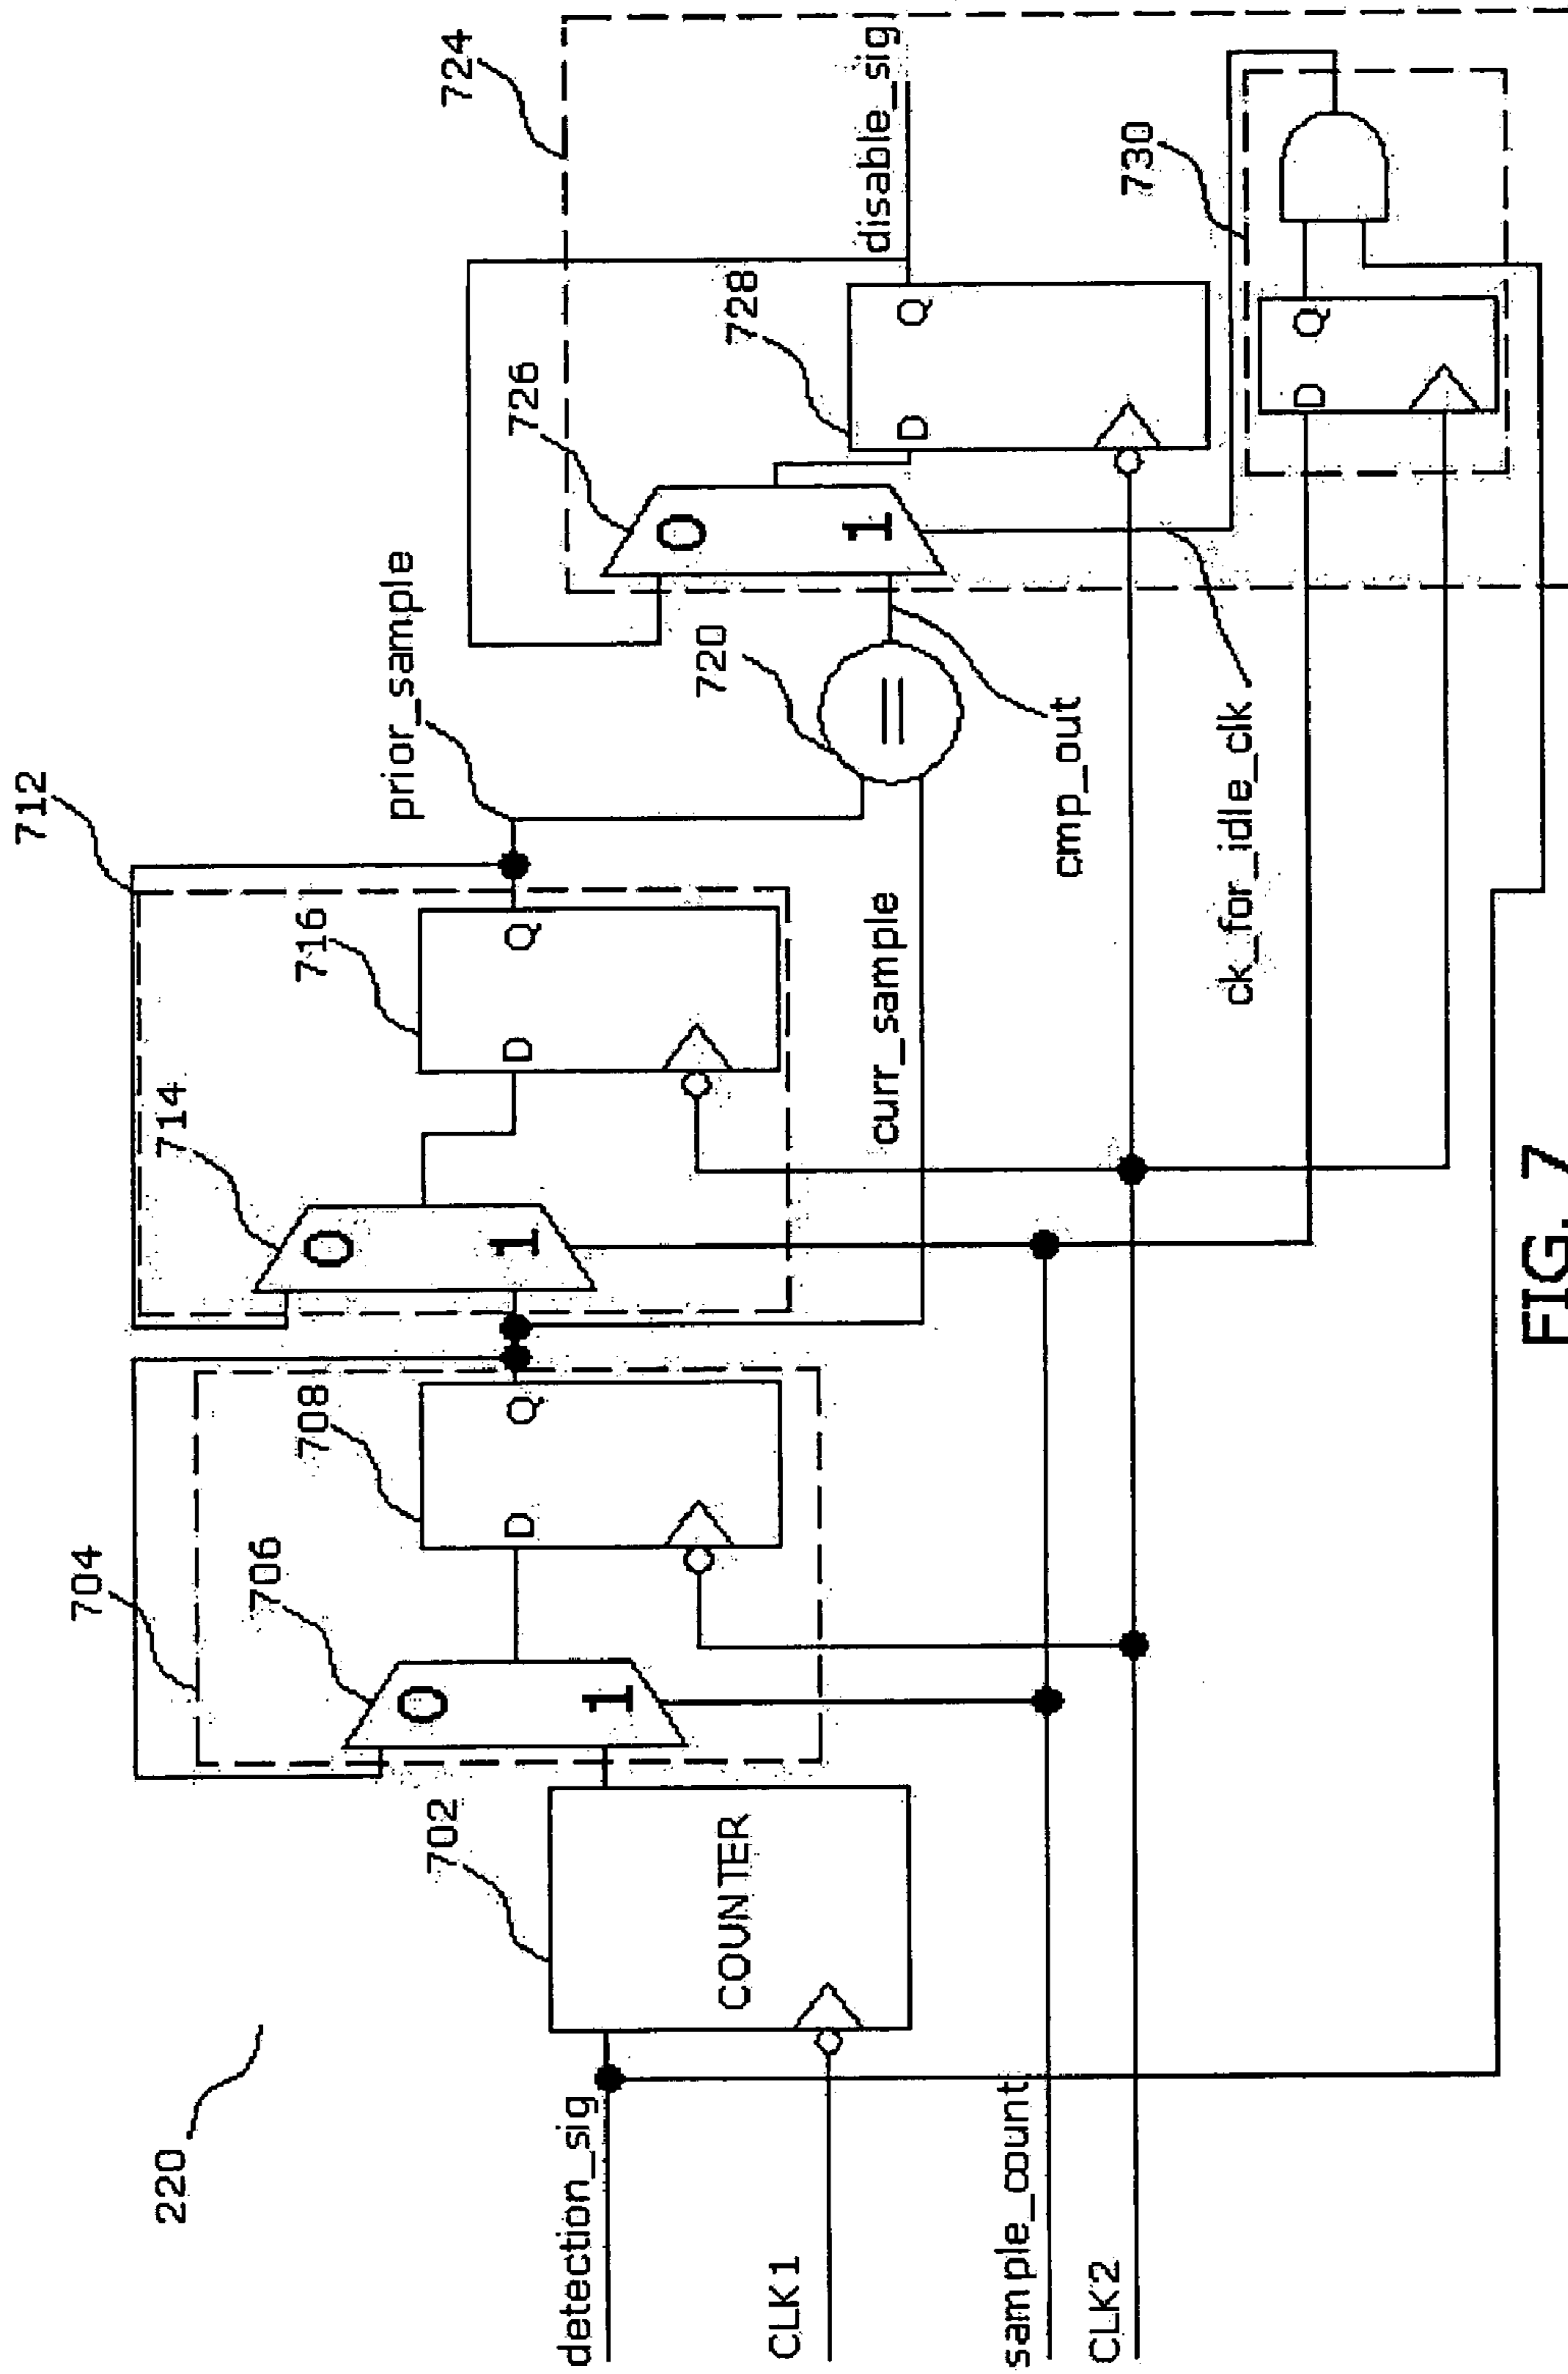 220
detection_sig
CLK1
sample_count
CLK2
702
COUNTER
704
706
0
1
708
D
Q
712
714
0
1
716
D
Q
prior_sample
curr_sample
720
=
cmp_out
ck_for_idle_clk
724
726
0
1
728
D
Q
disable_sig
730
D
Q
FIG. 7